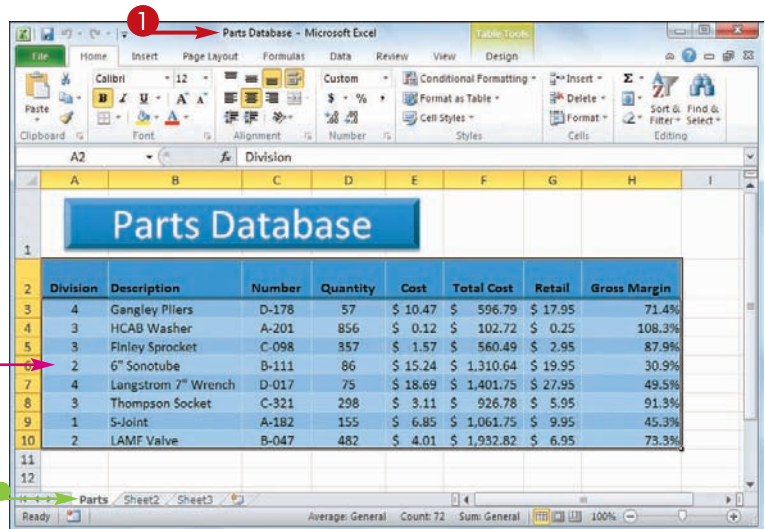 1
Parts Database - Microsoft Excel
Table Tools
File Home Insert Page Layout Formulas Data Review View Design
Calibri 12 Custom Conditional Formatting Insert Σ
Paste B I U A A $ % , Format as Table Delete Sort & Find &
Cell Styles Format Filter Select
Clipboard Font Alignment Number Styles Cells Editing
A2 fx Division
A B C D E F G H I
1 Parts Database
2 Division Description Number Quantity Cost Total Cost Retail Gross Margin
3 4 Gangley Pliers D-178 57 $ 10.47 $ 596.79 $ 17.95 71.4%
4 3 HCAB Washer A-201 856 $ 0.12 $ 102.72 $ 0.25 108.3%
5 3 Finley Sprocket C-098 357 $ 1.57 $ 560.49 $ 2.95 87.9%
6 2 6" Sonotube B-111 86 $ 15.24 $ 1,310.64 $ 19.95 30.9%
7 4 Langstrom 7" Wrench D-017 75 $ 18.69 $ 1,401.75 $ 27.95 49.5%
8 3 Thompson Socket C-321 298 $ 3.11 $ 926.78 $ 5.95 91.3%
9 1 S-Joint A-182 155 $ 6.85 $ 1,061.75 $ 9.95 45.3%
10 2 LAMF Valve B-047 482 $ 4.01 $ 1,932.82 $ 6.95 73.3%
11
12
Parts Sheet2 Sheet3
Ready Average: General Count: 72 Sum: General 100%